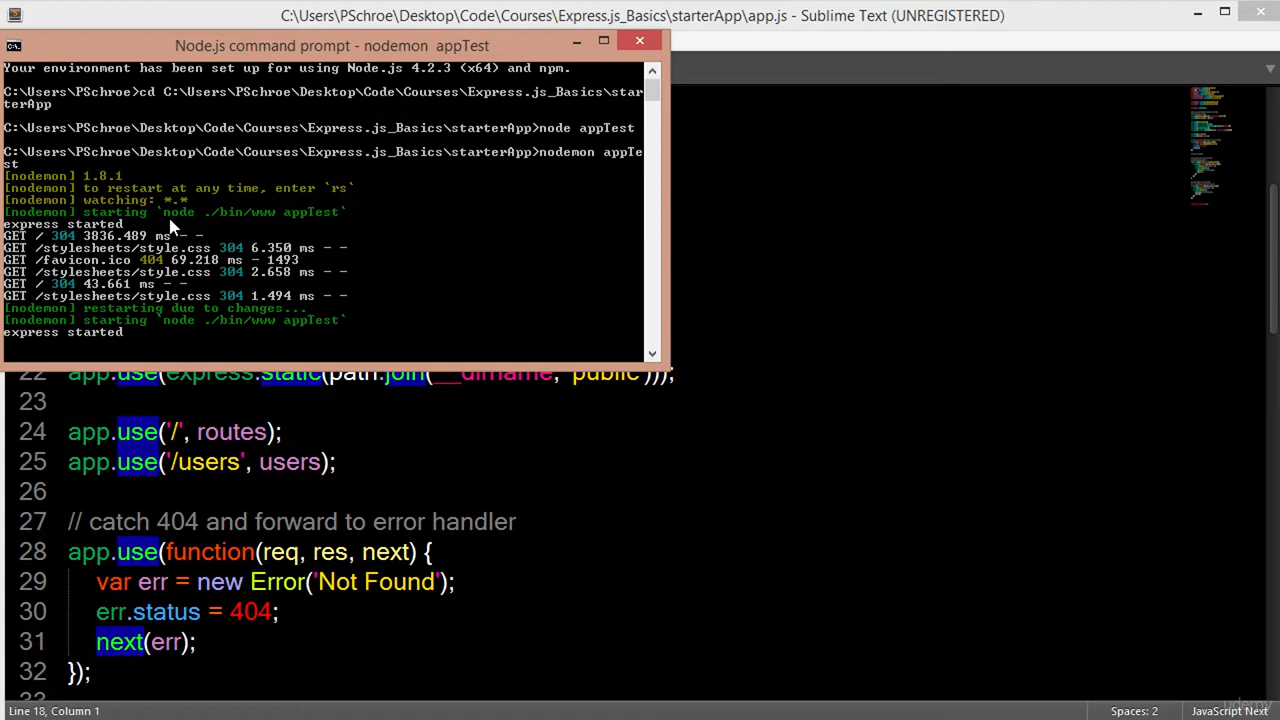 C:\Users\PSchroe\Desktop\Code\Courses\Express.js_Basics\starterApp\app.js - Sublime Text (UNREGISTERED)
Node.js command prompt - nodemon appTest
Your environment has been set up for using Node.js 4.2.3 (x64) and npm.
C:\Users\PSchroe>cd C:\Users\PSchroe\Desktop\Code\Courses\Express.js_Basics\star
terApp
C:\Users\PSchroe\Desktop\Code\Courses\Express.js_Basics\starterApp>node appTest
C:\Users\PSchroe\Desktop\Code\Courses\Express.js_Basics\starterApp>nodemon appTe
st
[nodemon] 1.8.1
[nodemon] to restart at any time, enter `rs`
[nodemon] watching: *.*
[nodemon] starting `node ./bin/www appTest`
express started
GET / 304 3836.489 ms - -
GET /stylesheets/style.css 304 6.350 ms - -
GET /favicon.ico 404 69.218 ms - 1493
GET /stylesheets/style.css 304 2.658 ms - -
GET / 304 43.661 ms - -
GET /stylesheets/style.css 304 1.494 ms - -
[nodemon] restarting due to changes...
[nodemon] starting `node ./bin/www appTest`
express started
22 app.use(express.static(path.join(__dirname, 'public')));
23
24 app.use('/', routes);
25 app.use('/users', users);
26
27 // catch 404 and forward to error handler
28 app.use(function(req, res, next) {
29 var err = new Error('Not Found');
30 err.status = 404;
31 next(err);
32 });
33
Line 18, Column 1
Spaces: 2
JavaScript Next
udemy